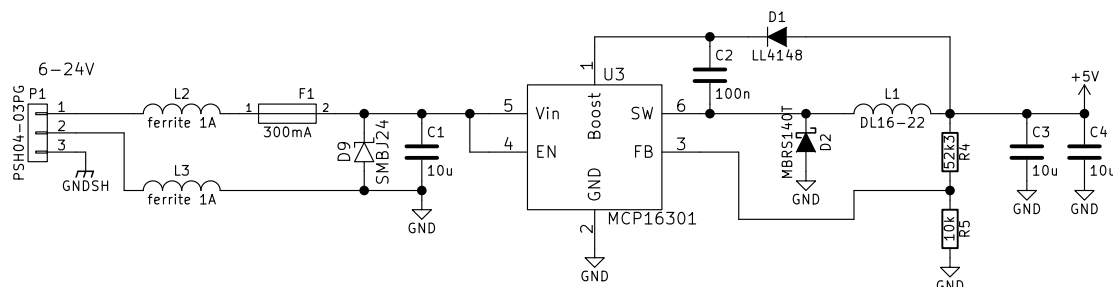 6-24V
P1
PSH04-03PG
1
2
3
GNDSH
L2
ferrite 1A
L3
ferrite 1A
1
F1
2
300mA
D9
SMBJ24
C1
10u
GND
U3
MCP16301
5
Vin
4
EN
1
Boost
GND
2
GND
SW
6
FB
3
C2
100n
D1
LL4148
MBRS140T
D2
GND
L1
DL16-22
52k3
R4
10k
R5
GND
C3
10u
GND
+5V
C4
10u
GND